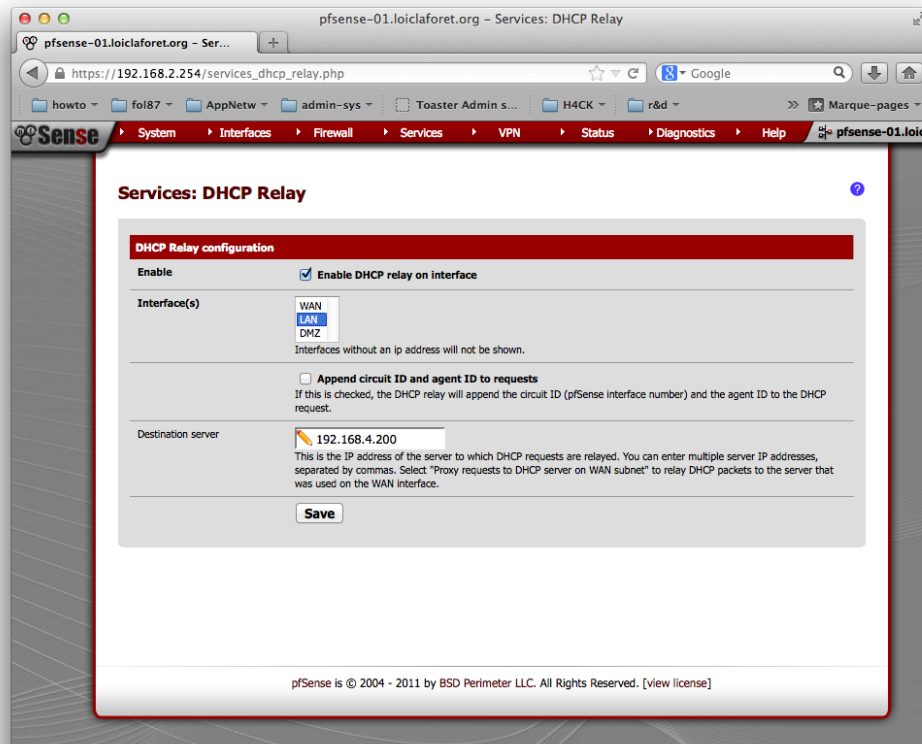 pfsense-01.loiclaforet.org – Services: DHCP Relay
pfsense-01.loiclaforet.org – Ser... +
https://192.168.2.254/services_dhcp_relay.php Google
howto fol87 AppNetw admin-sys Toaster Admin s... H4CK r&d » Marque-pages
Sense System Interfaces Firewall Services VPN Status Diagnostics Help pfsense-01.loic
Services: DHCP Relay ?
DHCP Relay configuration
Enable Enable DHCP relay on interface
Interface(s) WAN
LAN
DMZ
Interfaces without an ip address will not be shown.
Append circuit ID and agent ID to requests
If this is checked, the DHCP relay will append the circuit ID (pfSense interface number) and the agent ID to the DHCP
request.
Destination server 192.168.4.200
This is the IP address of the server to which DHCP requests are relayed. You can enter multiple server IP addresses,
separated by commas. Select "Proxy requests to DHCP server on WAN subnet" to relay DHCP packets to the server that
was used on the WAN interface.
Save
pfSense is © 2004 - 2011 by BSD Perimeter LLC. All Rights Reserved. [view license]